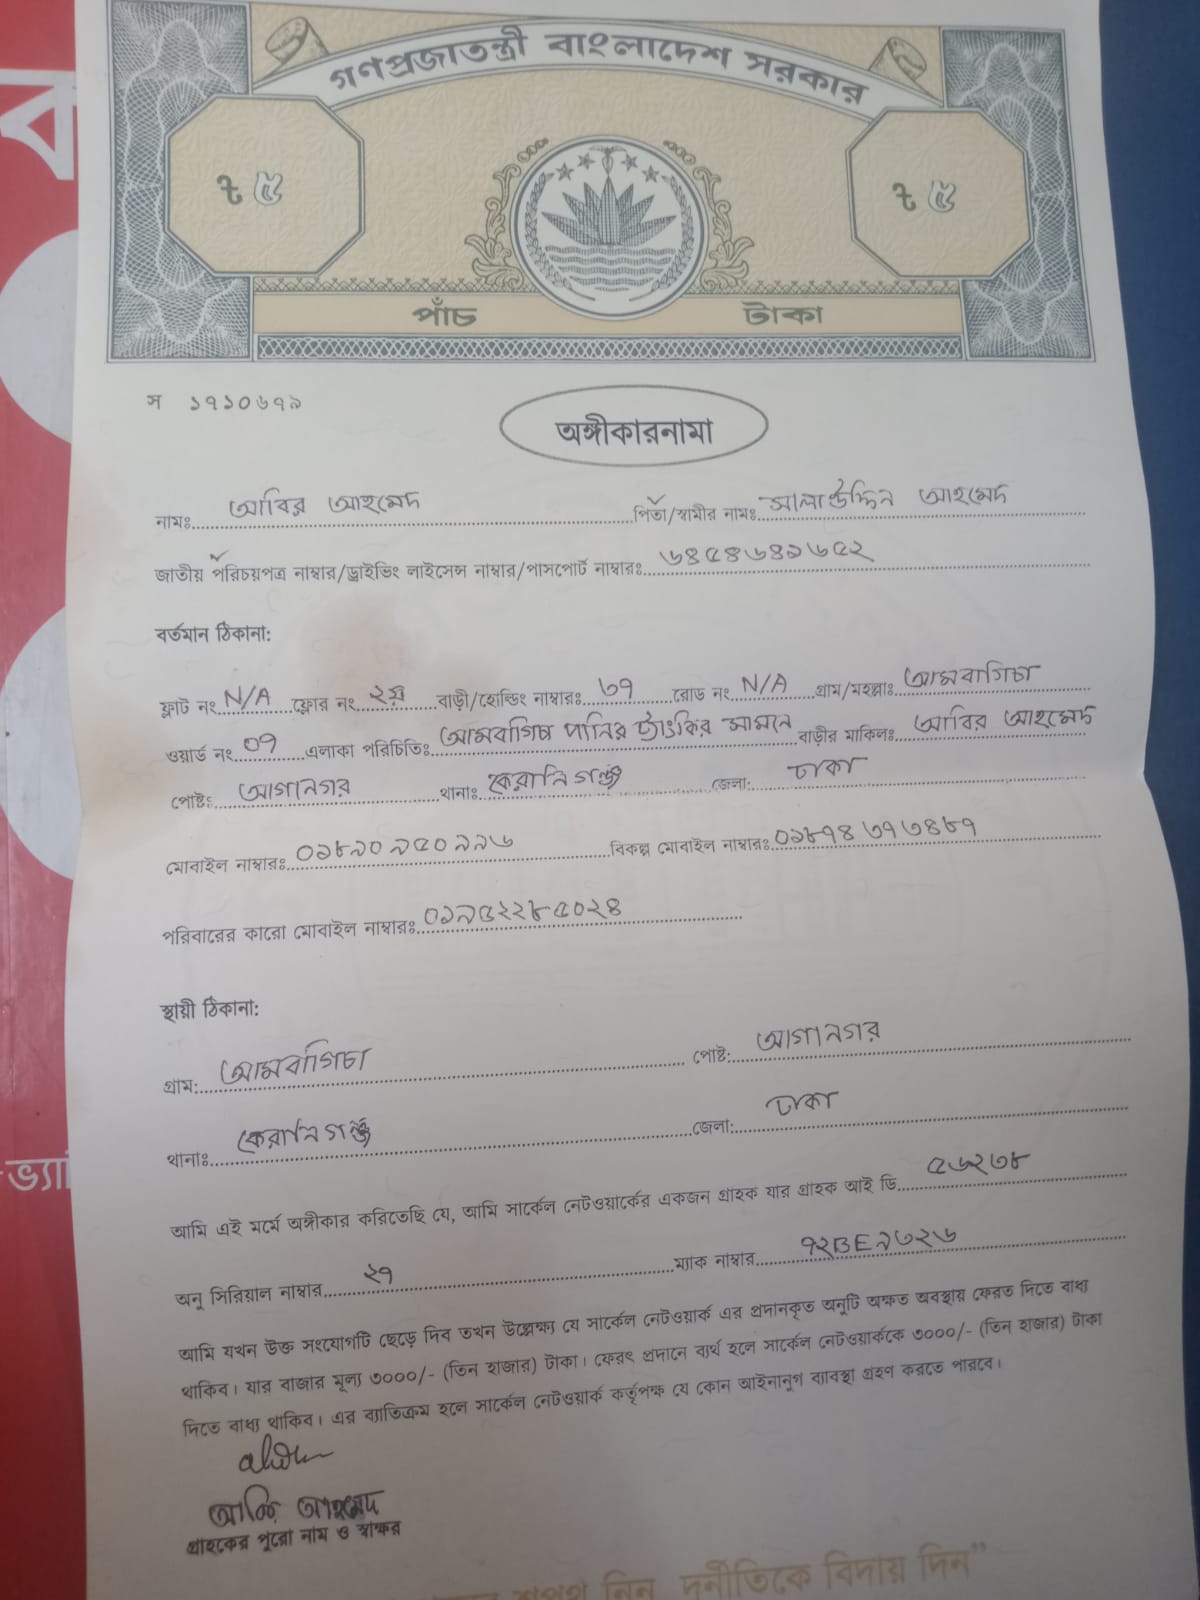 গণপ্রজাতন্ত্রী বাংলাদেশ সরকার
৳ ৫ ৳ ৫
পাঁচ টাকা
স ১৭১০৬৭৯
অঙ্গীকারনামা
নামঃ আবির আহমেদ পিতা/স্বামীর নামঃ সালাউদ্দিন আহমেদ
জাতীয় পরিচয়পত্র নাম্বার/ড্রাইভিং লাইসেন্স নাম্বার/পাসপোর্ট নাম্বারঃ ৬৪৫৪৬৪৯৬৫২
বর্তমান ঠিকানা:
ফ্লাট নং N/A ফ্লোর নং ২য় বাড়ী/হোল্ডিং নাম্বারঃ ৬৭ রোড নং N/A গ্রাম/মহল্লাঃ আমবাগিচা
ওয়ার্ড নং ০৭ এলাকা পরিচিতিঃ আমবাগিচা পানির ট্যাংকির সামনে বাড়ীর মাকিলঃ আবির আহমেদ
পোষ্টঃ আগানগর থানাঃ কেরানিগঞ্জ জেলা: ঢাকা
মোবাইল নাম্বারঃ ০১৮৯০৯৫০৯৯৬ বিকল্প মোবাইল নাম্বারঃ ০১৮৭৪৬৭৬৪৮৭
পরিবারের কারো মোবাইল নাম্বারঃ ০১৯৫২২৮৫০২৪
স্থায়ী ঠিকানা:
গ্রাম: আমবাগিচা পোষ্ট: আগানগর
থানাঃ কেরানিগঞ্জ জেলা: ঢাকা
আমি এই মর্মে অঙ্গীকার করিতেছি যে, আমি সার্কেল নেটওয়ার্কের একজন গ্রাহক যার গ্রাহক আই ডি ৫৬২৩৮
অনু সিরিয়াল নাম্বার ২৭ ম্যাক নাম্বার ৭২BE৯৩২৬
আমি যখন উক্ত সংযোগটি ছেড়ে দিব তখন উল্লেক্ষ্য যে সার্কেল নেটওয়ার্ক এর প্রদানকৃত অনুটি অক্ষত অবস্থায় ফেরত দিতে বাধ্য
থাকিব। যার বাজার মূল্য ৩০০০/- (তিন হাজার) টাকা। ফেরৎ প্রদানে ব্যর্থ হলে সার্কেল নেটওয়ার্ককে ৩০০০/- (তিন হাজার) টাকা
দিতে বাধ্য থাকিব। এর ব্যাতিক্রম হলে সার্কেল নেটওয়ার্ক কর্তৃপক্ষ যে কোন আইনানুগ ব্যাবস্থা গ্রহণ করতে পারবে।
আবির আহমেদ
গ্রাহকের পুরো নাম ও স্বাক্ষর
শপথ নিন দুর্নীতিকে বিদায় দিন”